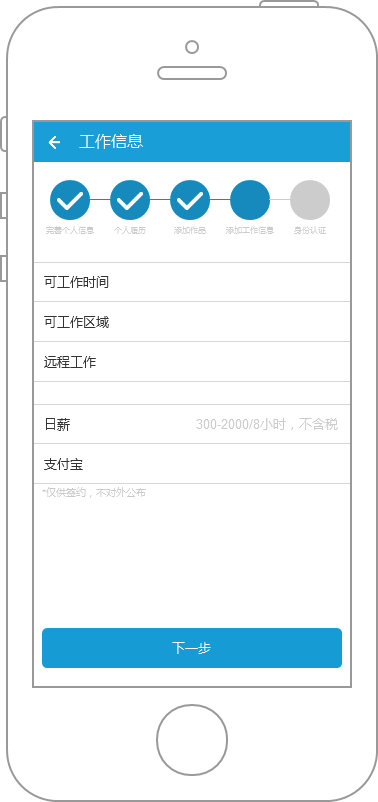 工作信息
完善个人信息 个人履历 添加作品 添加工作信息 身份认证
可工作时间
可工作区域
远程工作
日薪 300-2000/8小时，不含税
支付宝
*仅供签约，不对外公布
下一步